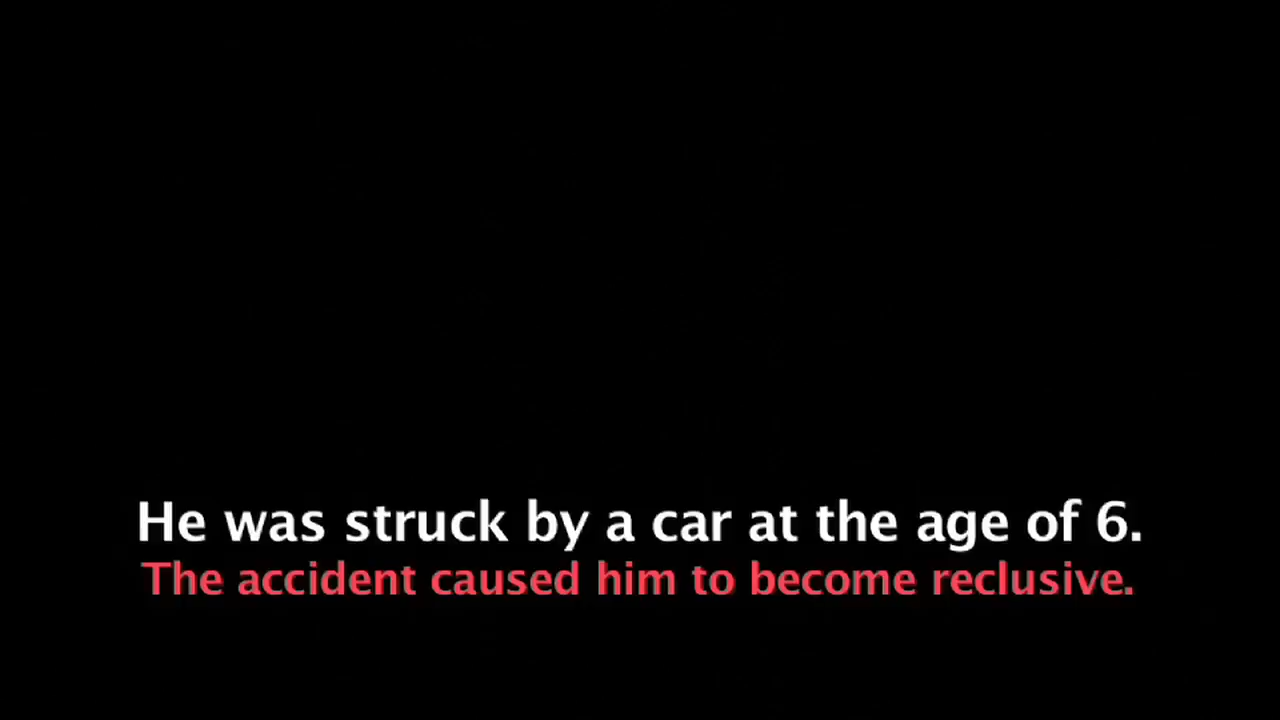 He was struck by a car at the age of 6.
The accident caused him to become reclusive.